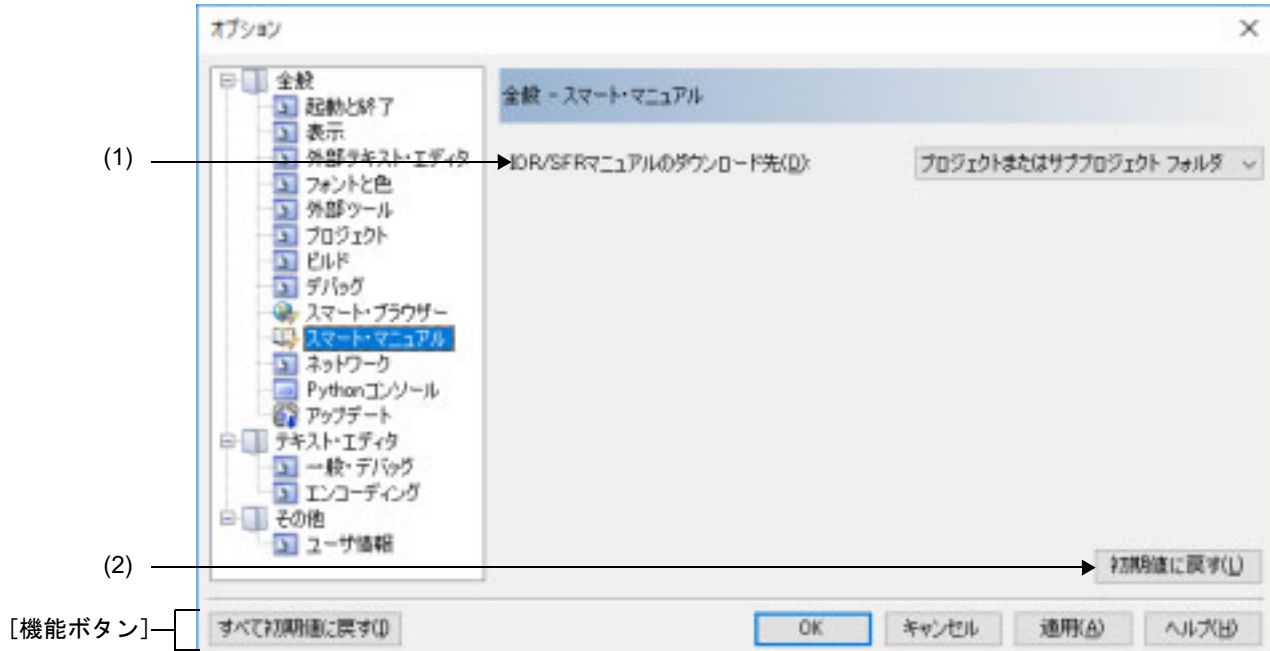 オプション
全般
起動と終了
表示
外部テキスト・エディタ
フォントと色
外部ツール
プロジェクト
ビルド
デバッグ
スマート・ブラウザー
スマート・マニュアル
ネットワーク
Pythonコンソール
アップデート
テキスト・エディタ
一般・デバッグ
エンコーディング
その他
ユーザ情報
全般 - スマート・マニュアル
(1)
IOR/SFRマニュアルのダウンロード先(D):
プロジェクトまたはサブプロジェクト フォルダ
(2)
初期値に戻す(L)
[機能ボタン]
すべて初期値に戻す(I)
OK
キャンセル
適用(A)
ヘルプ(H)